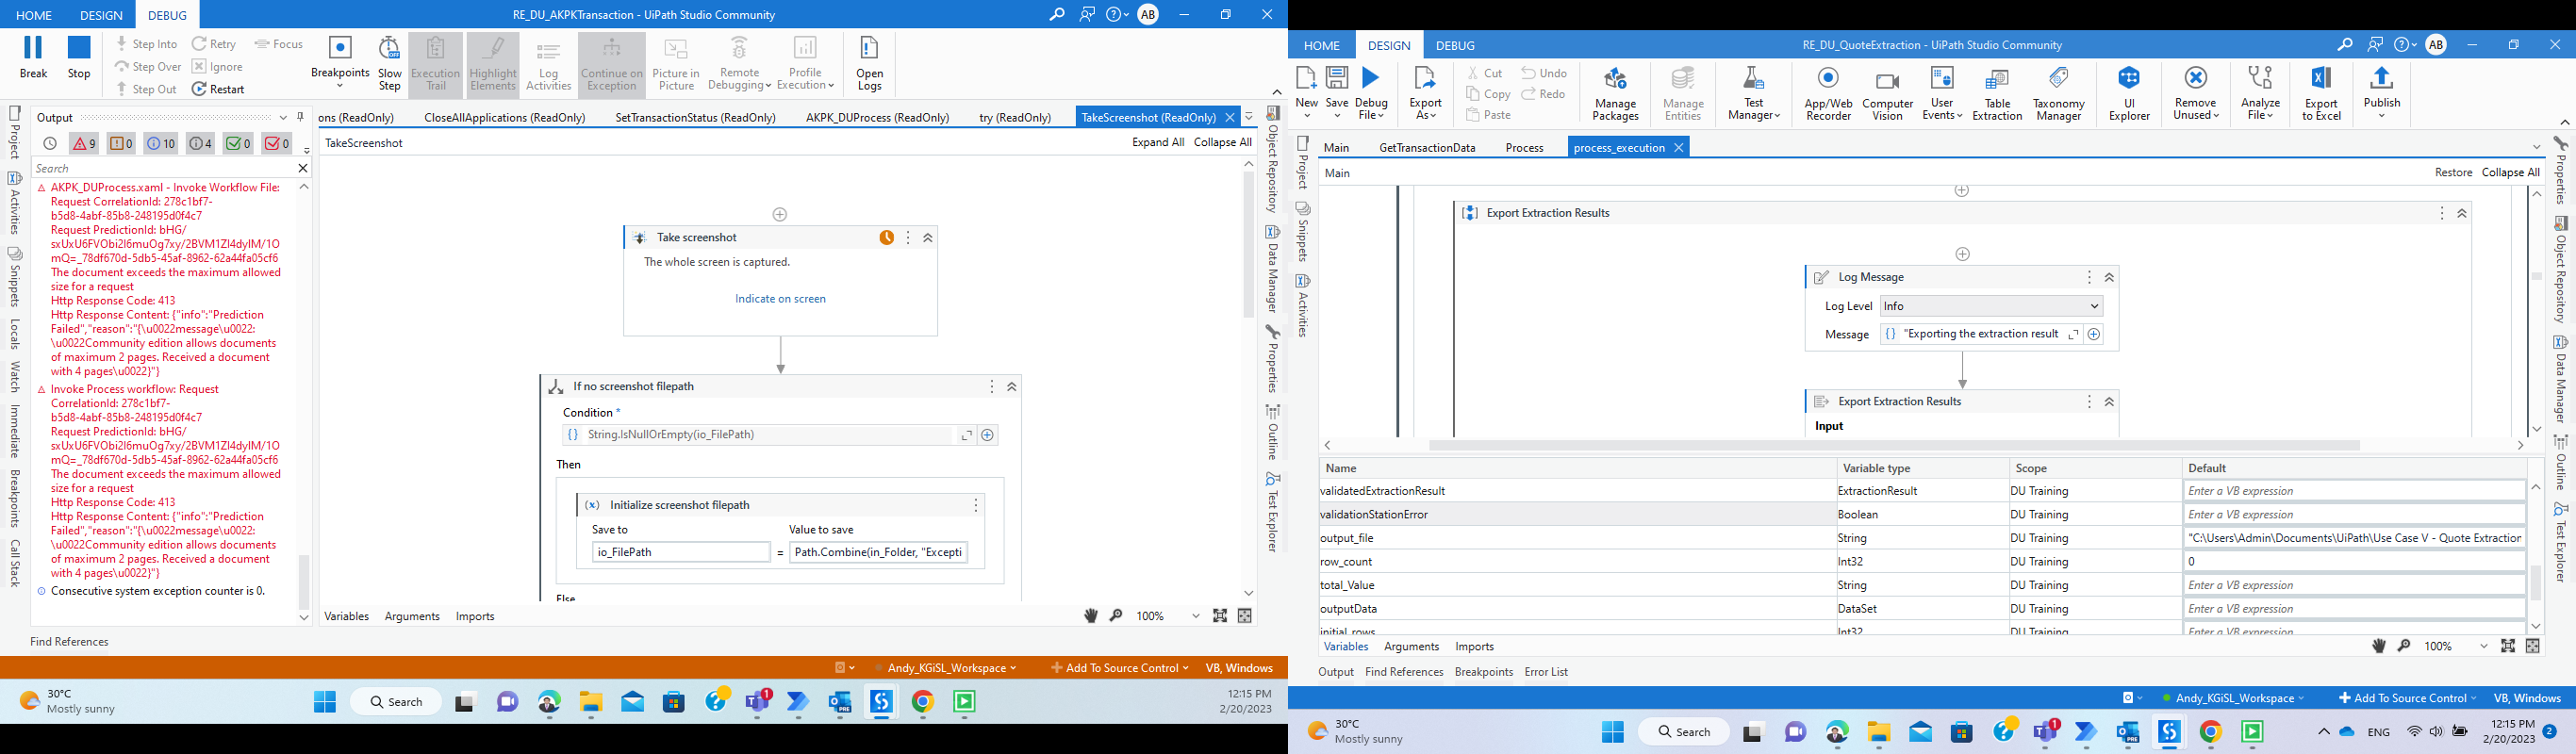 HOME DESIGN DEBUG
RE_DU_AKPKTransaction - UiPath Studio Community
AB
Break
Stop
Step Into
Step Over
Step Out
Retry
Ignore
Restart
Focus
Breakpoints
Slow Step
Execution Trail
Highlight Elements
Log Activities
Continue on Exception
Picture in Picture
Remote Debugging
Profile Execution
Open Logs
Project
Activities
Snippets
Locals
Watch
Immediate
Breakpoints
Call Stack
Output
9 0 10 4 0 0
Search
AKPK_DUProcess.xaml - Invoke Workflow File:
Request CorrelationId: 278c1bf7-
b5d8-4abf-85b8-248195d0f4c7
Request PredictionId: bHG/
sxUxU6FVObi2l6muOg7xy/2BVM1Zl4dylM/1O
mQ=_78df670d-5db5-45af-8962-62a44fa05cf6
The document exceeds the maximum allowed
size for a request
Http Response Code: 413
Http Response Content: {"info":"Prediction
Failed","reason":"{\u0022message\u0022:
\u0022Community edition allows documents
of maximum 2 pages. Received a document
with 4 pages\u0022}"}
Invoke Process workflow: Request
CorrelationId: 278c1bf7-
b5d8-4abf-85b8-248195d0f4c7
Request PredictionId: bHG/
sxUxU6FVObi2l6muOg7xy/2BVM1Zl4dylM/1O
mQ=_78df670d-5db5-45af-8962-62a44fa05cf6
The document exceeds the maximum allowed
size for a request
Http Response Code: 413
Http Response Content: {"info":"Prediction
Failed","reason":"{\u0022message\u0022:
\u0022Community edition allows documents
of maximum 2 pages. Received a document
with 4 pages\u0022}"}
Consecutive system exception counter is 0.
Find References
ons (ReadOnly) CloseAllApplications (ReadOnly) SetTransactionStatus (ReadOnly) AKPK_DUProcess (ReadOnly) try (ReadOnly) TakeScreenshot (ReadOnly)
TakeScreenshot Expand All Collapse All
Take screenshot
The whole screen is captured.
Indicate on screen
If no screenshot filepath
Condition *
String.IsNullOrEmpty(io_FilePath)
Then
Initialize screenshot filepath
Save to Value to save
io_FilePath = Path.Combine(in_Folder, "Excepti
Else
Variables Arguments Imports 100%
Object Repository
Data Manager
Properties
Outline
Test Explorer
Andy_KGiSL_Workspace Add To Source Control VB, Windows
30°C
Mostly sunny
Search
1
PRE
12:15 PM
2/20/2023
HOME DESIGN DEBUG
RE_DU_QuoteExtraction - UiPath Studio Community
AB
New
Save
Debug File
Export As
Cut
Copy
Paste
Undo
Redo
Manage Packages
Manage Entities
Test Manager
App/Web Recorder
Computer Vision
User Events
Table Extraction
Taxonomy Manager
UI Explorer
Remove Unused
Analyze File
Export to Excel
Publish
Project
Snippets
Activities
Main GetTransactionData Process process_execution
Main Restore Collapse All
Export Extraction Results
Log Message
Log Level Info
Message "Exporting the extraction result
Export Extraction Results
Input
Name Variable type Scope Default
validatedExtractionResult ExtractionResult DU Training Enter a VB expression
validationStationError Boolean DU Training Enter a VB expression
output_file String DU Training "C:\Users\Admin\Documents\UiPath\Use Case V - Quote Extraction
row_count Int32 DU Training 0
total_Value String DU Training Enter a VB expression
outputData DataSet DU Training Enter a VB expression
initial_rows Int32 DU Training Enter a VB expression
Variables Arguments Imports 100%
Output Find References Breakpoints Error List
Properties
Object Repository
Data Manager
Outline
Test Explorer
Andy_KGiSL_Workspace Add To Source Control VB, Windows
30°C
Mostly sunny
Search
1
PRE
ENG
12:15 PM
2/20/2023
2